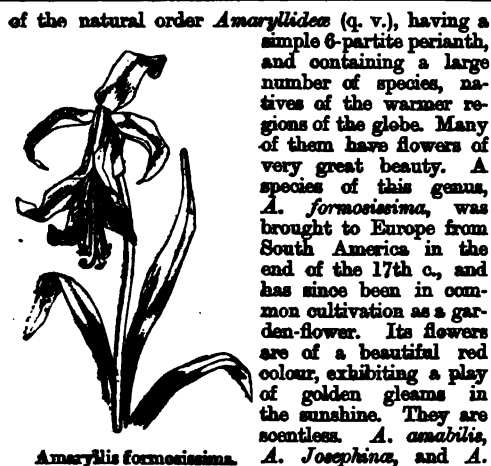 of the natural order Amaryllideæ (q. v.), having a
simple 6-partite perianth,
and containing a large
number of species, na-
tives of the warmer re-
gions of the globe. Many
of them have flowers of
very great beauty. A
species of this genus,
A. formosissima, was
brought to Europe from
South America in the
end of the 17th c., and
has since been in com-
mon cultivation as a gar-
den-flower. Its flowers
are of a beautiful red
colour, exhibiting a play
of golden gleams in
the sunshine. They are
scentless. A. amabilis,
A. Josephinæ, and A.
Amaryllis formosissima.